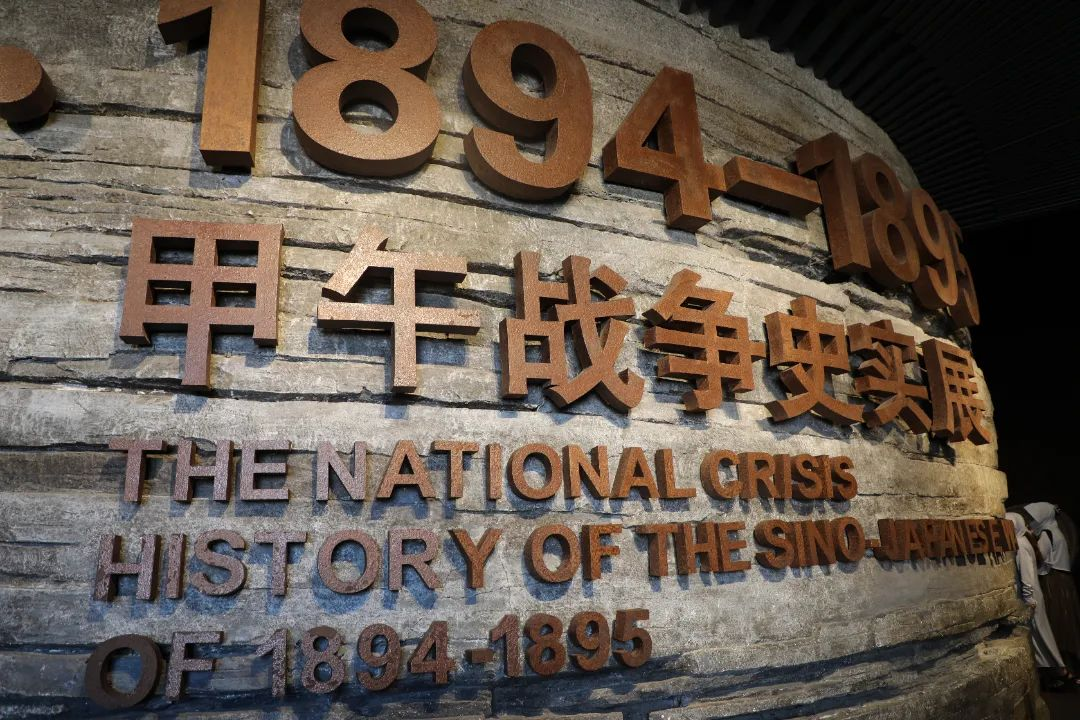 · 1894–1895
甲午战争史实展
THE NATIONAL CRISIS
HISTORY OF THE SINO-JAPANESE
OF 1894-1895